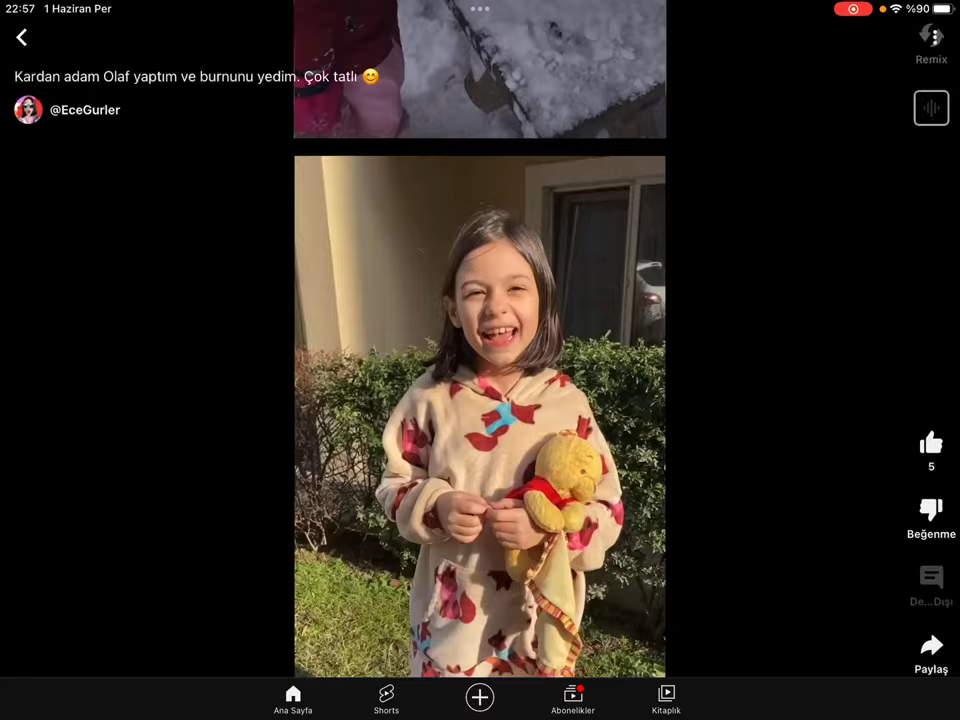 22:57 1 Haziran Per
%90
Kardan adam Olaf yaptım ve burnunu yedim. Çok tatlı 😊
@EceGurler
Remix
5
Beğenme
De...Dışı
Paylaş
Ana Sayfa Shorts Abonelikler Kitaplık